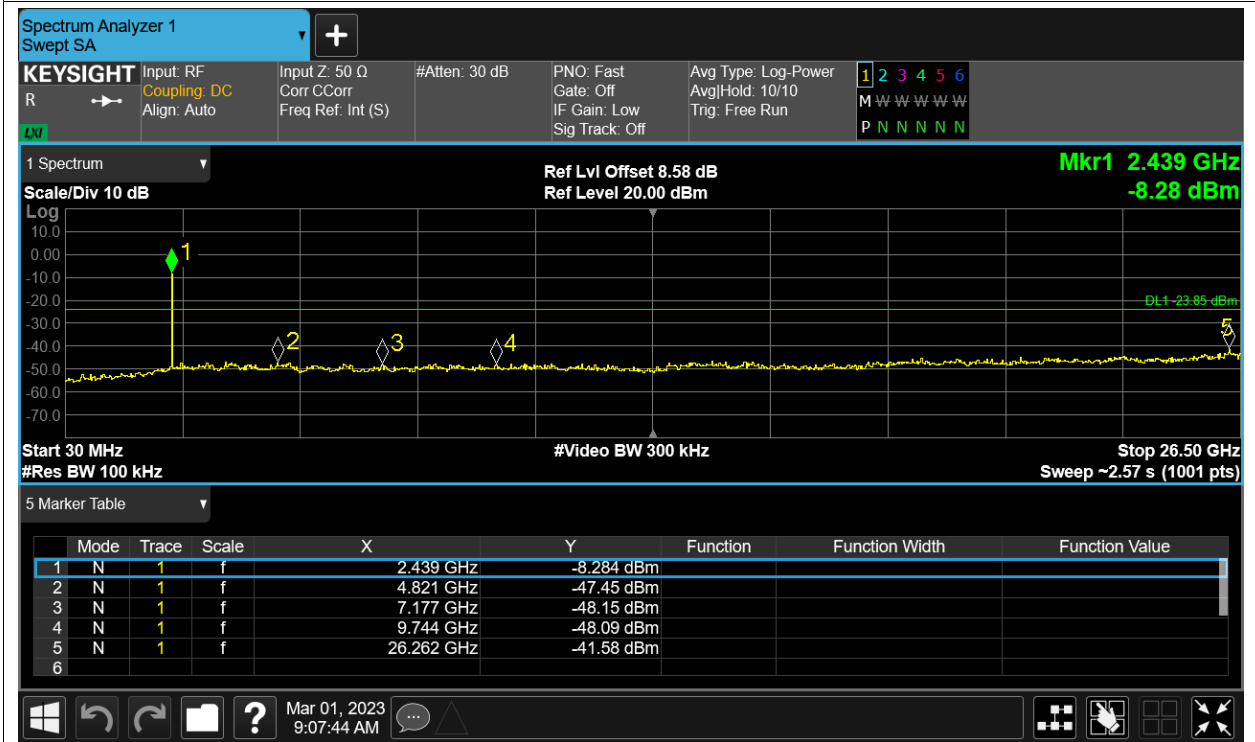 Spectrum Analyzer 1
Swept SA
+
KEYSIGHT
R
LXI
Input: RF
Coupling: DC
Align: Auto
Input Z: 50 Ω
Corr CCorr
Freq Ref: Int (S)
#Atten: 30 dB
PNO: Fast
Gate: Off
IF Gain: Low
Sig Track: Off
Avg Type: Log-Power
Avg|Hold: 10/10
Trig: Free Run
1 2 3 4 5 6
M W W W W W
P N N N N N
1 Spectrum
Scale/Div 10 dB
Ref Lvl Offset 8.58 dB
Ref Level 20.00 dBm
Mkr1 2.439 GHz
-8.28 dBm
Log
10.0
0.00
-10.0
-20.0
-30.0
-40.0
-50.0
-60.0
-70.0
1
2
3
4
5
DL1 -23.85 dBm
Start 30 MHz
#Video BW 300 kHz
Stop 26.50 GHz
#Res BW 100 kHz
Sweep ~2.57 s (1001 pts)
5 Marker Table
Mode Trace Scale X Y Function Function Width Function Value
1 N 1 f 2.439 GHz -8.284 dBm
2 N 1 f 4.821 GHz -47.45 dBm
3 N 1 f 7.177 GHz -48.15 dBm
4 N 1 f 9.744 GHz -48.09 dBm
5 N 1 f 26.262 GHz -41.58 dBm
6
?
Mar 01, 2023
9:07:44 AM